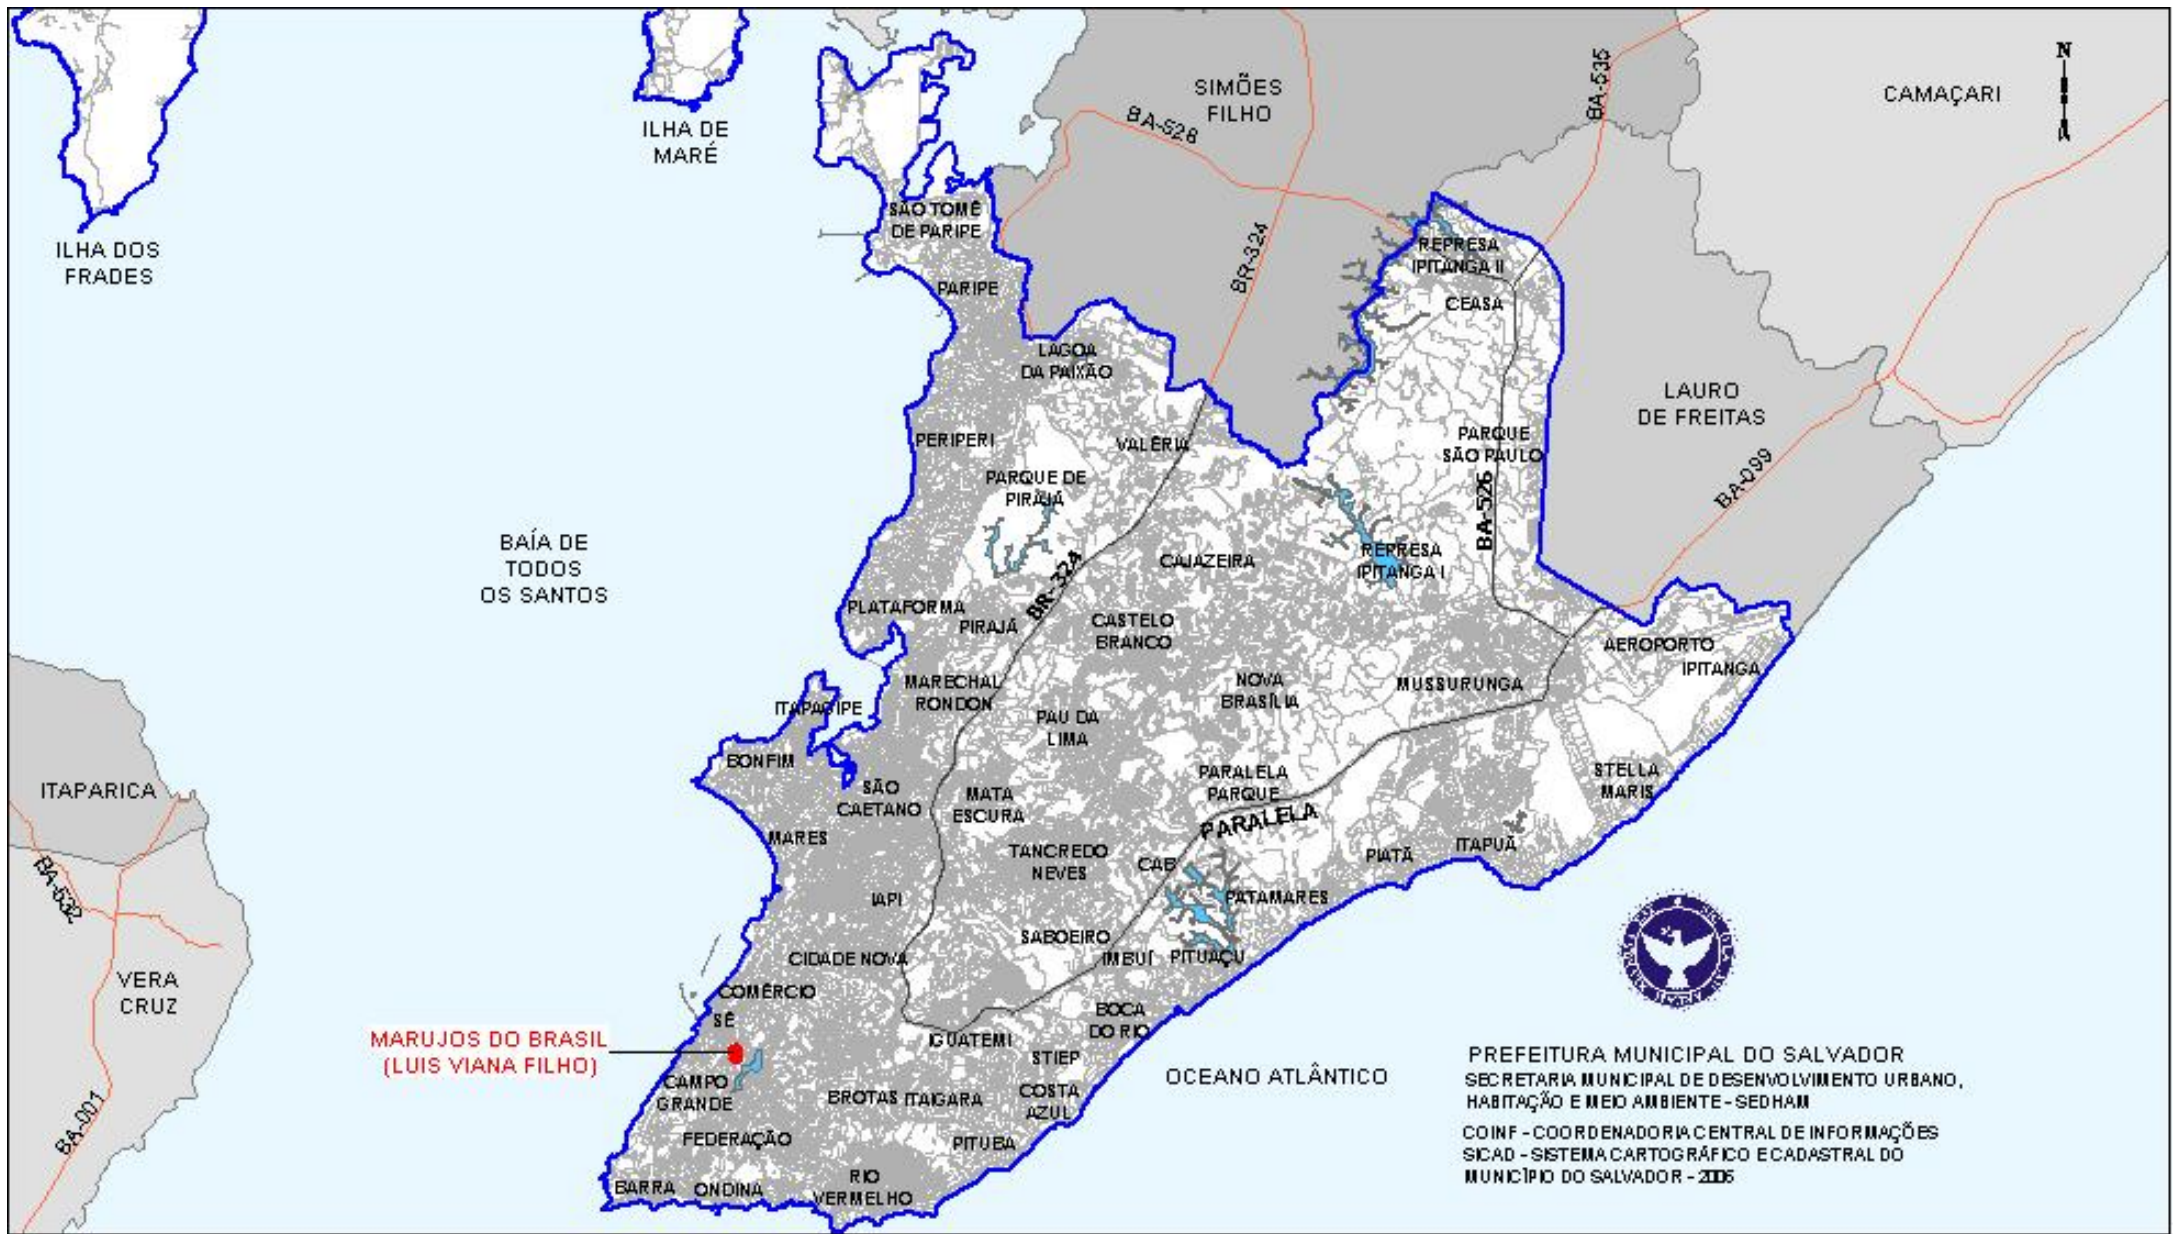 N
SIMÕES
FILHO
CAMAÇARI
BA-535
BA-528
ILHA DE
MARÉ
ILHA DOS
FRADES
SÃO TOMÉ
DE PARIPE
BR-324
REPRESA
IPITANGA II
PARIPE
CEASA
LAGOA
DA PAIXÃO
LAURO
DE FREITAS
PERIPERI
VALÉRIA
PARQUE
SÃO PAULO
PARQUE DE
PIRAJÁ
BA-099
BA-526
BAÍA DE
TODOS
OS SANTOS
CAJAZEIRA
REPRESA
IPITANGA I
BR-324
PLATAFORMA
PIRAJÁ
CASTELO
BRANCO
AEROPORTO
IPITANGA
MARECHAL
RONDON
NOVA
BRASÍLIA
MUSSURUNGA
ITAPAGIPE
PAU DA
LIMA
BONFIM
PARALELA
PARQUE
STELLA
MARIS
ITAPARICA
SÃO
CAETANO
MATA
ESCURA
PARALELA
MARES
TANCREDO
NEVES
CAB
PIATÃ
ITAPUÃ
BA-532
IAPI
PATAMARES
SABOEIRO
CIDADE NOVA
IMBUÍ
PITUAÇU
VERA
CRUZ
COMÉRCIO
SÉ
BOCA
DO RIO
MARUJOS DO BRASIL
(LUIS VIANA FILHO)
IGUATEMI
STIEP
OCEANO ATLÂNTICO
CAMPO
GRANDE
BROTAS
ITAIGARA
COSTA
AZUL
BA-001
FEDERAÇÃO
PITUBA
BARRA
ONDINA
RIO
VERMELHO
PREFEITURA MUNICIPAL DO SALVADOR
SECRETARIA MUNICIPAL DE DESENVOLVIMENTO URBANO,
HABITAÇÃO E MEIO AMBIENTE - SEDHAM
COINF - COORDENADORIA CENTRAL DE INFORMAÇÕES
SICAD - SISTEMA CARTOGRÁFICO E CADASTRAL DO
MUNICÍPIO DO SALVADOR - 2006